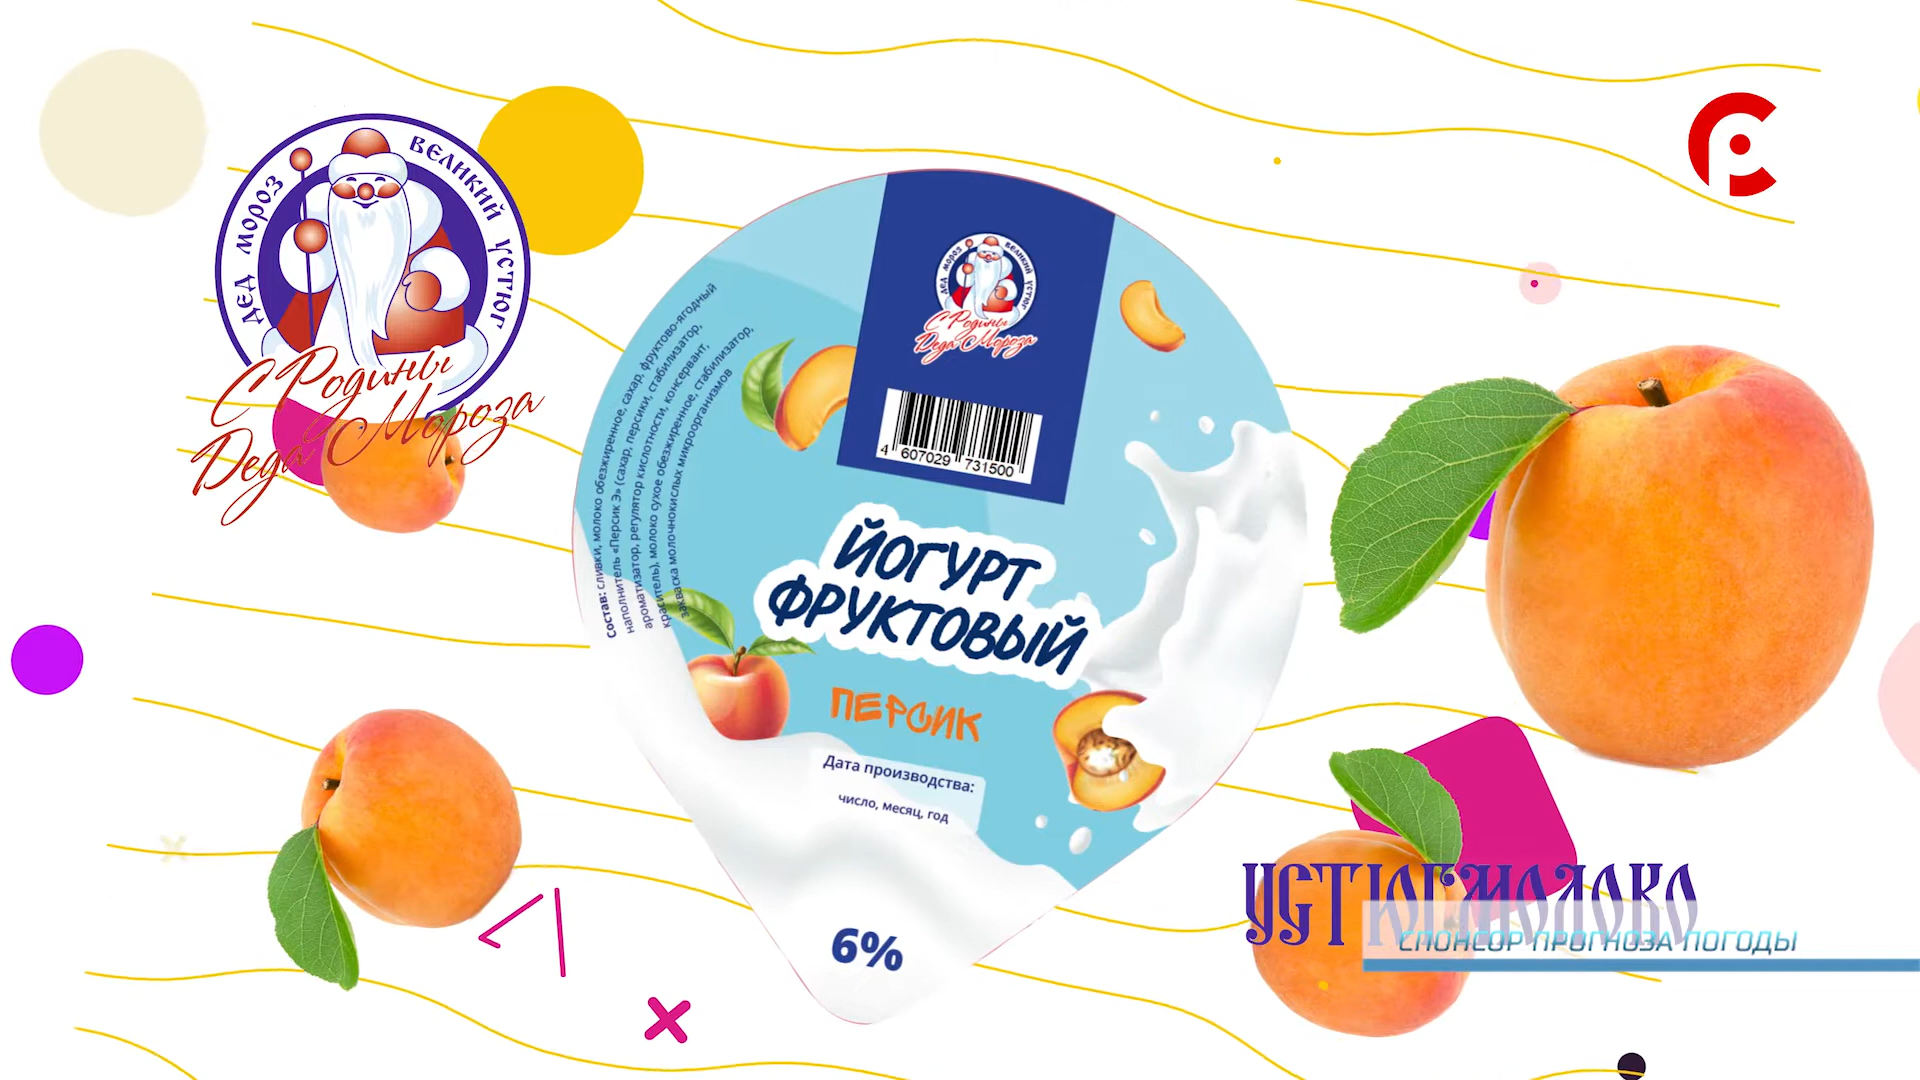 ДЕД МОРОЗ ВЕЛИКИЙ УСТЮГ
С Родины
Деда Мороза
ДЕД МОРОЗ ВЕЛИКИЙ УСТЮГ
С Родины
Деда Мороза
4 607029 731500
Состав: сливки, молоко обезжиренное, сахар, фруктово-ягодный
наполнитель «Персик Э» (сахар, персики, стабилизатор,
ароматизатор, регулятор кислотности, консервант,
краситель), молоко сухое обезжиренное, стабилизатор,
закваска молочнокислых микроорганизмов
ЙОГУРТ
ФРУКТОВЫЙ
ПЕРСИК
Дата производства:
число, месяц, год
6%
УСТЮГМОЛОКО
СПОНСОР ПРОГНОЗА ПОГОДЫ